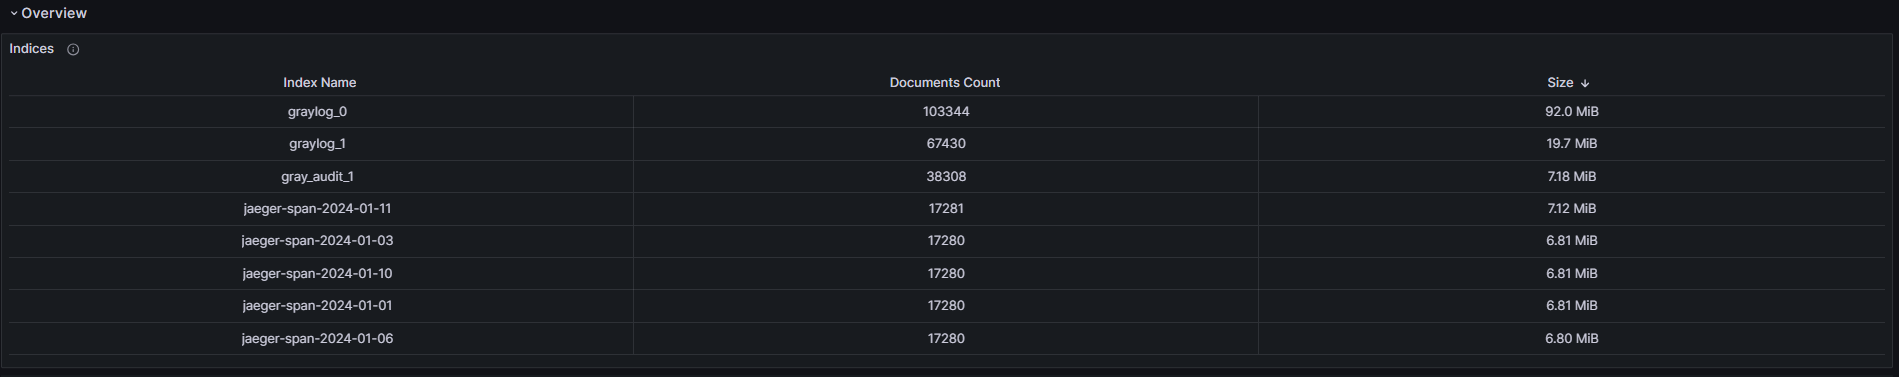 Overview
Indices
Index Name Documents Count Size ↓
graylog_0 103344 92.0 MiB
graylog_1 67430 19.7 MiB
gray_audit_1 38308 7.18 MiB
jaeger-span-2024-01-11 17281 7.12 MiB
jaeger-span-2024-01-03 17280 6.81 MiB
jaeger-span-2024-01-10 17280 6.81 MiB
jaeger-span-2024-01-01 17280 6.81 MiB
jaeger-span-2024-01-06 17280 6.80 MiB